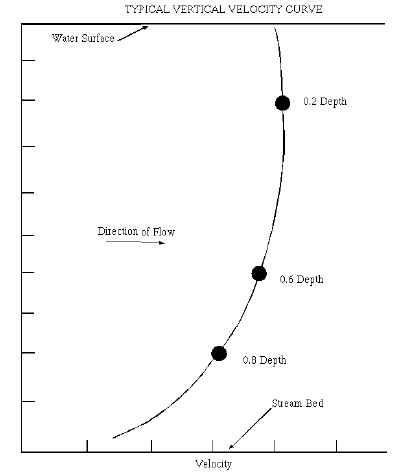 TYPICAL VERTICAL VELOCITY CURVE
Water Surface
0.2 Depth
Direction of Flow
0.6 Depth
0.8 Depth
Stream Bed
Velocity